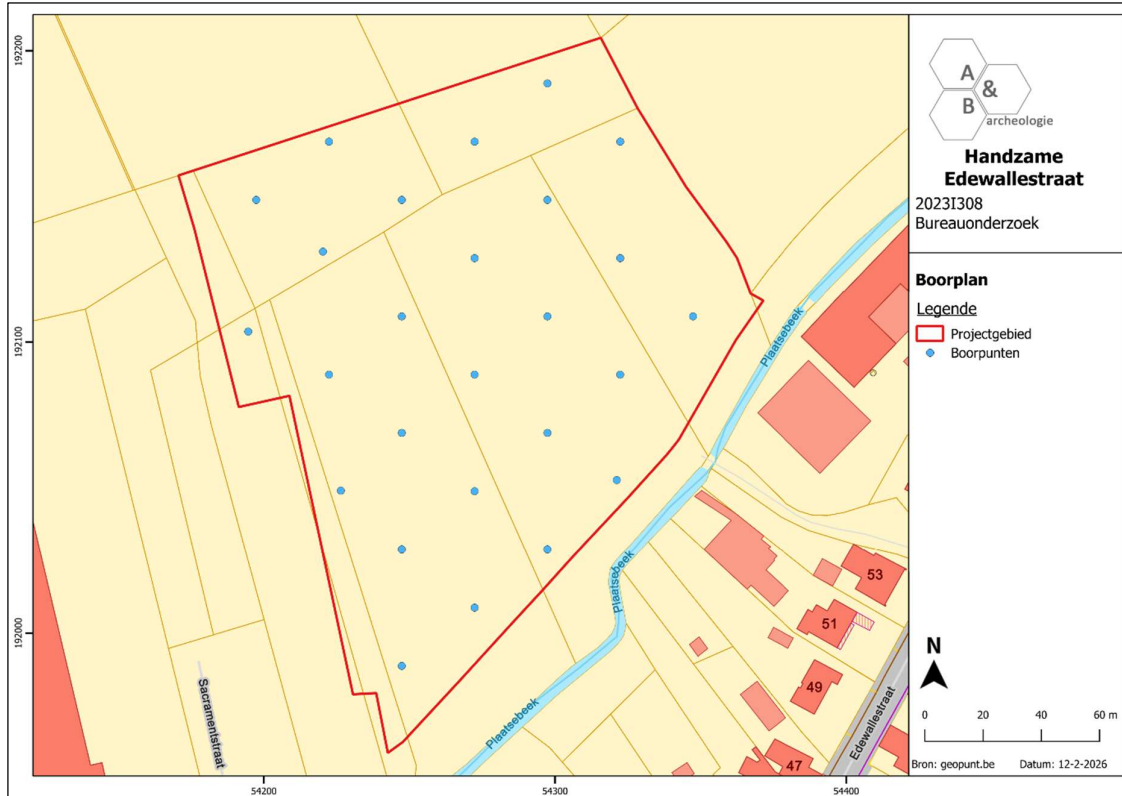 192200
192100
192000
54200
54300
54400
Plaatsebeek
Plaatsebeek
Plaatsebeek
Plaatsebeek
Sacramentstraat
Edewallestraat
53
51
49
47
A
&
B
archeologie
Handzame
Edewallestraat
2023I308
Bureauonderzoek
Boorplan
Legende
Projectgebied
Boorpunten
N
0 20 40 60 m
Bron: geopunt.be Datum: 12-2-2026